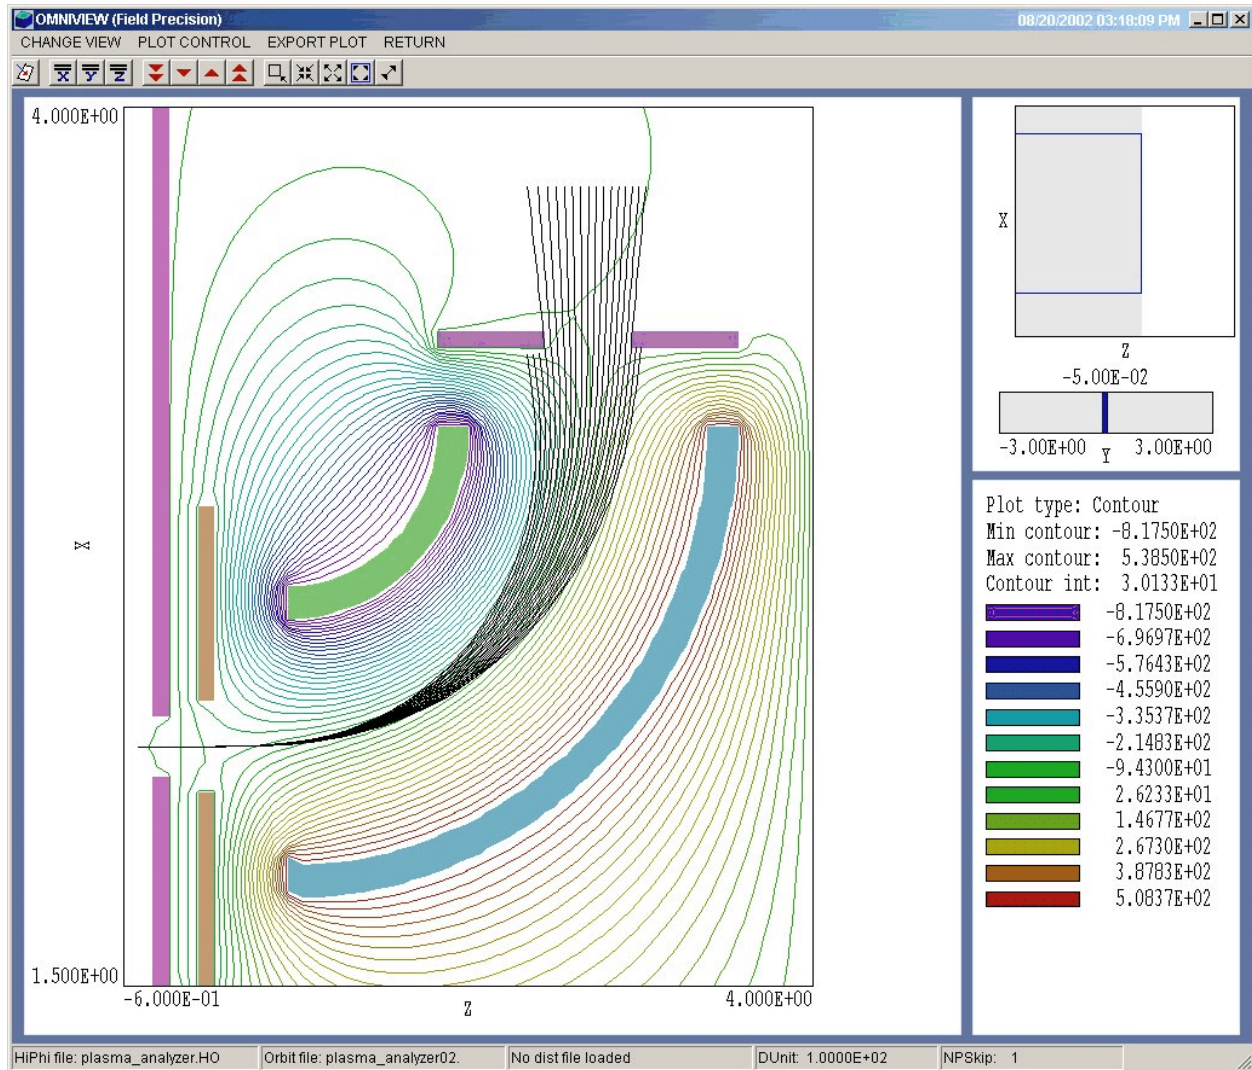 OMNIVIEW (Field Precision) 08/20/2002 03:18:09 PM
CHANGE VIEW PLOT CONTROL EXPORT PLOT RETURN
X Y Z
4.000E+00
X
1.500E+00
-6.000E-01
Z
4.000E+00
X
Z
-5.00E-02
-3.00E+00 Y 3.00E+00
Plot type: Contour
Min contour: -8.1750E+02
Max contour: 5.3850E+02
Contour int: 3.0133E+01
-8.1750E+02
-6.9697E+02
-5.7643E+02
-4.5590E+02
-3.3537E+02
-2.1483E+02
-9.4300E+01
2.6233E+01
1.4677E+02
2.6730E+02
3.8783E+02
5.0837E+02
HiPhi file: plasma_analyzer.HO Orbit file: plasma_analyzer02. No dist file loaded DUnit: 1.0000E+02 NPSkip: 1